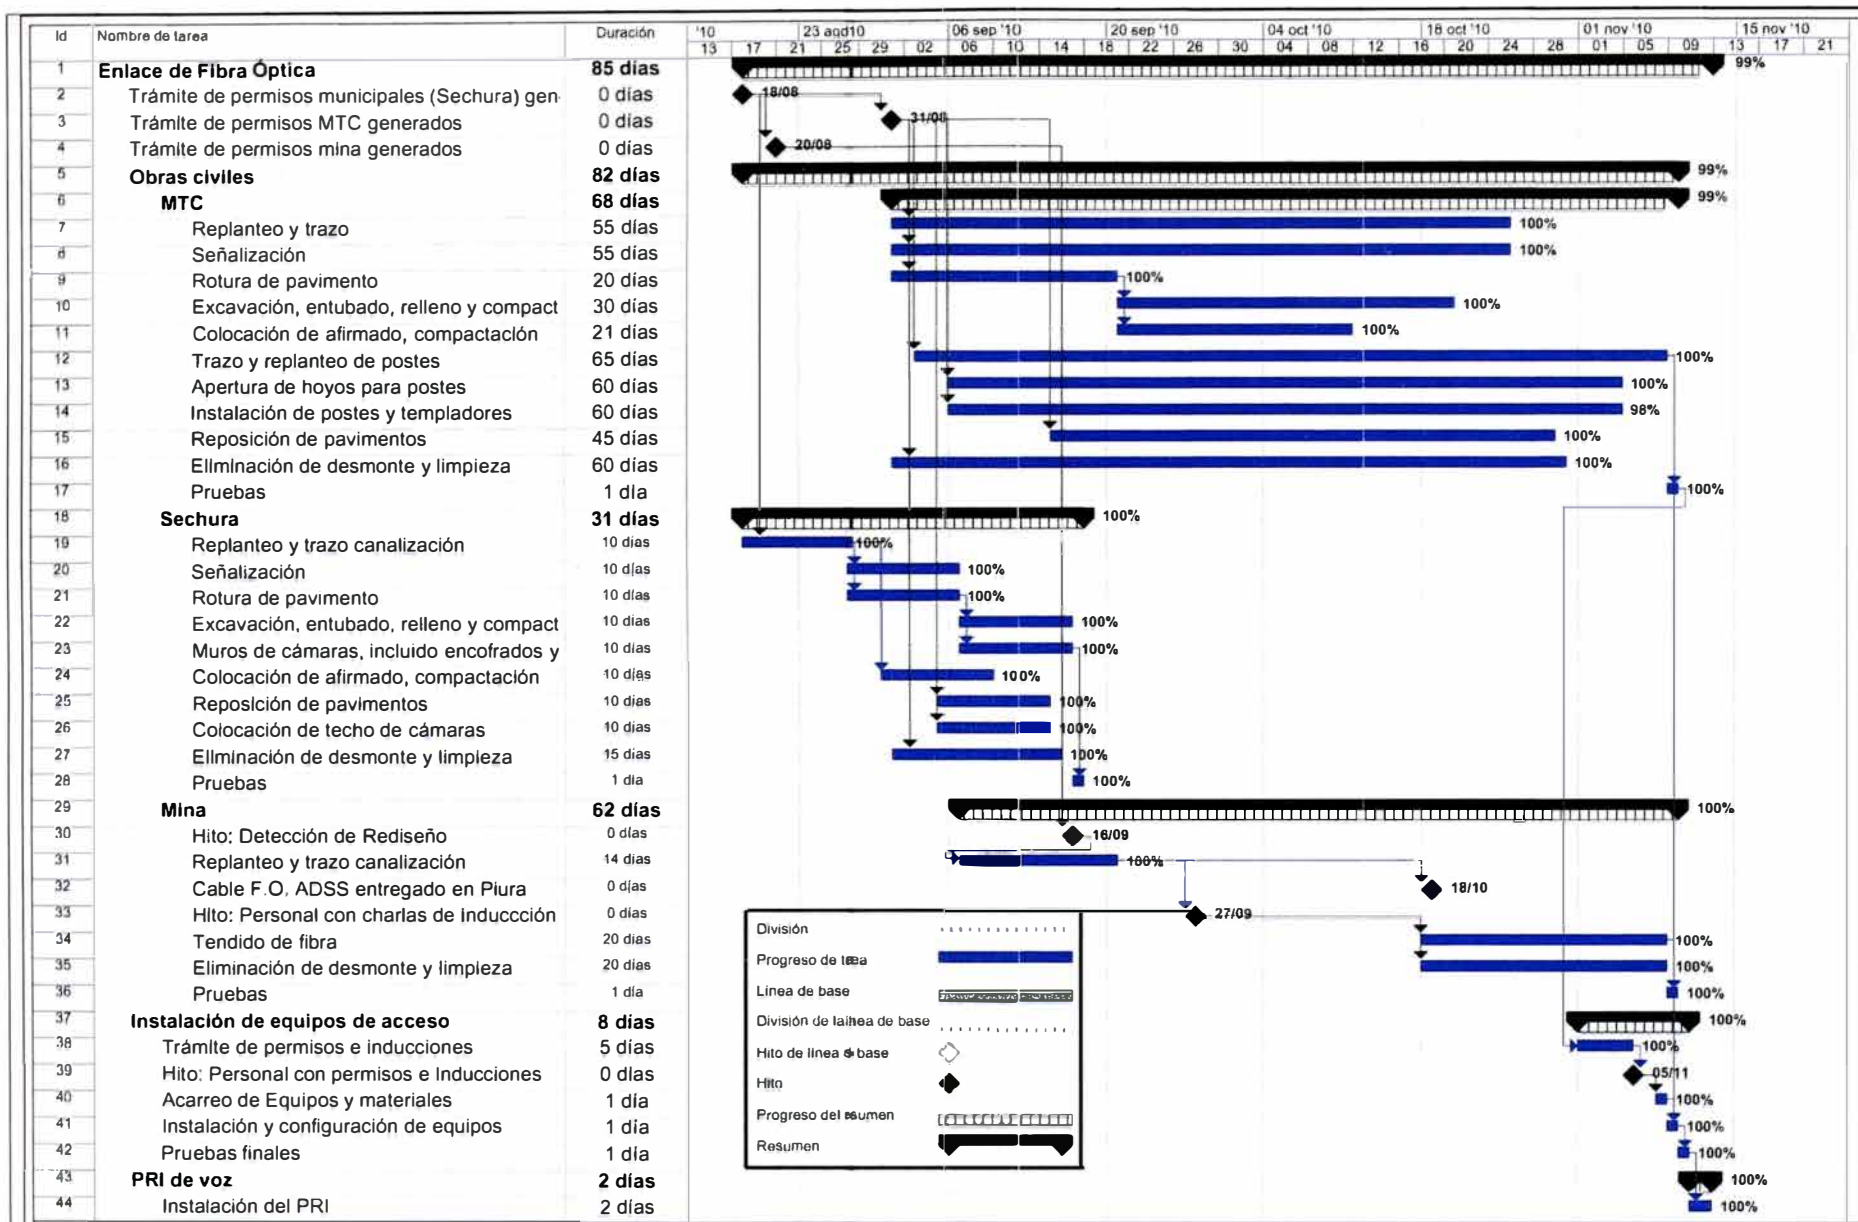 Id Nombre de tarea Duración '10 23 ago10 06 sep '10 20 sep '10 04 oct '10 18 oct '10 01 nov '10 15 nov '10
13 17 21 25 29 02 06 10 14 18 22 26 30 04 08 12 16 20 24 28 01 05 09 13 17 21
1 Enlace de Fibra Óptica 85 días 99%
2 Trámite de permisos municipales (Sechura) gen 0 días 18/08
3 Trámite de permisos MTC generados 0 días 31/08
4 Trámite de permisos mina generados 0 días 20/08
5 Obras civiles 82 días 99%
6 MTC 68 días 99%
7 Replanteo y trazo 55 días 100%
8 Señalización 55 días 100%
9 Rotura de pavimento 20 días 100%
10 Excavación, entubado, relleno y compact 30 días 100%
11 Colocación de afirmado, compactación 21 días 100%
12 Trazo y replanteo de postes 65 días 100%
13 Apertura de hoyos para postes 60 días 100%
14 Instalación de postes y templadores 60 días 98%
15 Reposición de pavimentos 45 días 100%
16 Eliminación de desmonte y limpieza 60 días 100%
17 Pruebas 1 día 100%
18 Sechura 31 días 100%
19 Replanteo y trazo canalización 10 días 100%
20 Señalización 10 días 100%
21 Rotura de pavimento 10 días 100%
22 Excavación, entubado, relleno y compact 10 días 100%
23 Muros de cámaras, incluido encofrados y 10 días 100%
24 Colocación de afirmado, compactación 10 días 100%
25 Reposición de pavimentos 10 días 100%
26 Colocación de techo de cámaras 10 días 100%
27 Eliminación de desmonte y limpieza 15 días 100%
28 Pruebas 1 día 100%
29 Mina 62 días 100%
30 Hito: Detección de Rediseño 0 días 16/09
31 Replanteo y trazo canalización 14 días 100%
32 Cable F.O. ADSS entregado en Piura 0 días 18/10
33 Hito: Personal con charlas de Induccción 0 días 27/09
34 Tendido de fibra 20 días 100%
35 Eliminación de desmonte y limpieza 20 días 100%
36 Pruebas 1 día 100%
37 Instalación de equipos de acceso 8 días 100%
38 Trámite de permisos e inducciones 5 días 100%
39 Hito: Personal con permisos e Inducciones 0 días 05/11
40 Acarreo de Equipos y materiales 1 día 100%
41 Instalación y configuración de equipos 1 día 100%
42 Pruebas finales 1 día 100%
43 PRI de voz 2 días 100%
44 Instalación del PRI 2 días 100%
División
Progreso de
Línea de base
División de base
Hito de línea base
Hito
Progreso del
Resumen